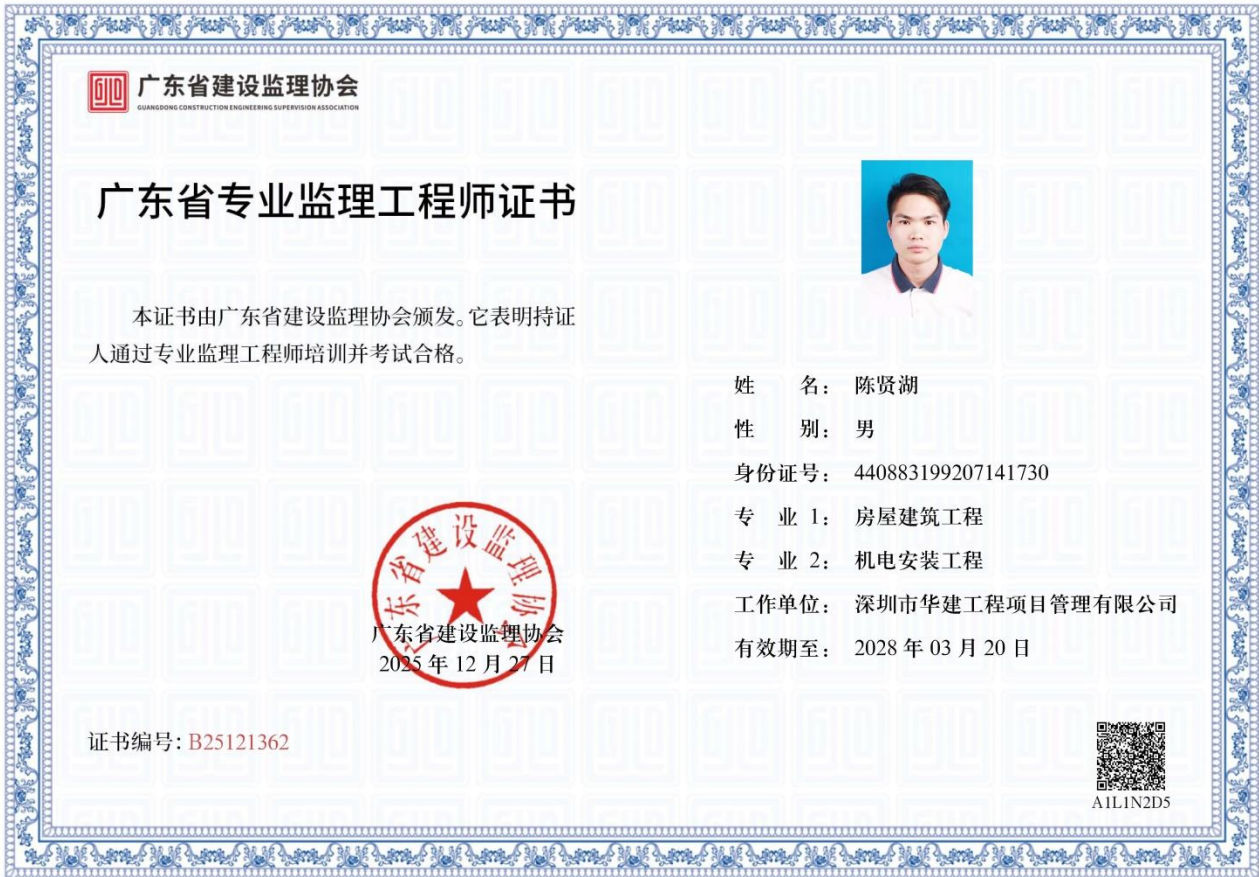 广东省建设监理协会
GUANGDONG CONSTRUCTION ENGINEERING SUPERVISION ASSOCIATION
广东省专业监理工程师证书
本证书由广东省建设监理协会颁发。它表明持证
人通过专业监理工程师培训并考试合格。
姓 名： 陈贤湖
性 别： 男
身份证号： 440883199207141730
专 业 1： 房屋建筑工程
专 业 2： 机电安装工程
工作单位： 深圳市华建工程项目管理有限公司
有效期至： 2028 年 03 月 20 日
广东省建设监理协会
广东省建设监理协会
2025 年 12 月 27 日
证书编号：B25121362
A1L1N2D5